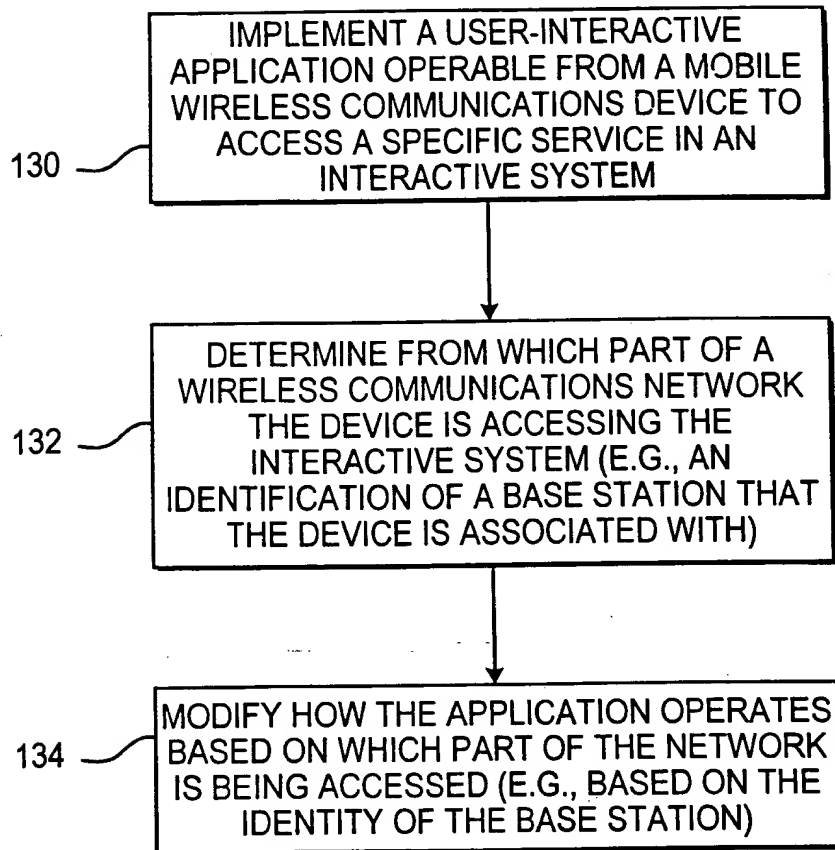 IMPLEMENT A USER-INTERACTIVE
APPLICATION OPERABLE FROM A MOBILE
WIRELESS COMMUNICATIONS DEVICE TO
ACCESS A SPECIFIC SERVICE IN AN
INTERACTIVE SYSTEM
130
DETERMINE FROM WHICH PART OF A
WIRELESS COMMUNICATIONS NETWORK
THE DEVICE IS ACCESSING THE
INTERACTIVE SYSTEM (E.G., AN
IDENTIFICATION OF A BASE STATION THAT
THE DEVICE IS ASSOCIATED WITH)
132
MODIFY HOW THE APPLICATION OPERATES
BASED ON WHICH PART OF THE NETWORK
IS BEING ACCESSED (E.G., BASED ON THE
IDENTITY OF THE BASE STATION)
134